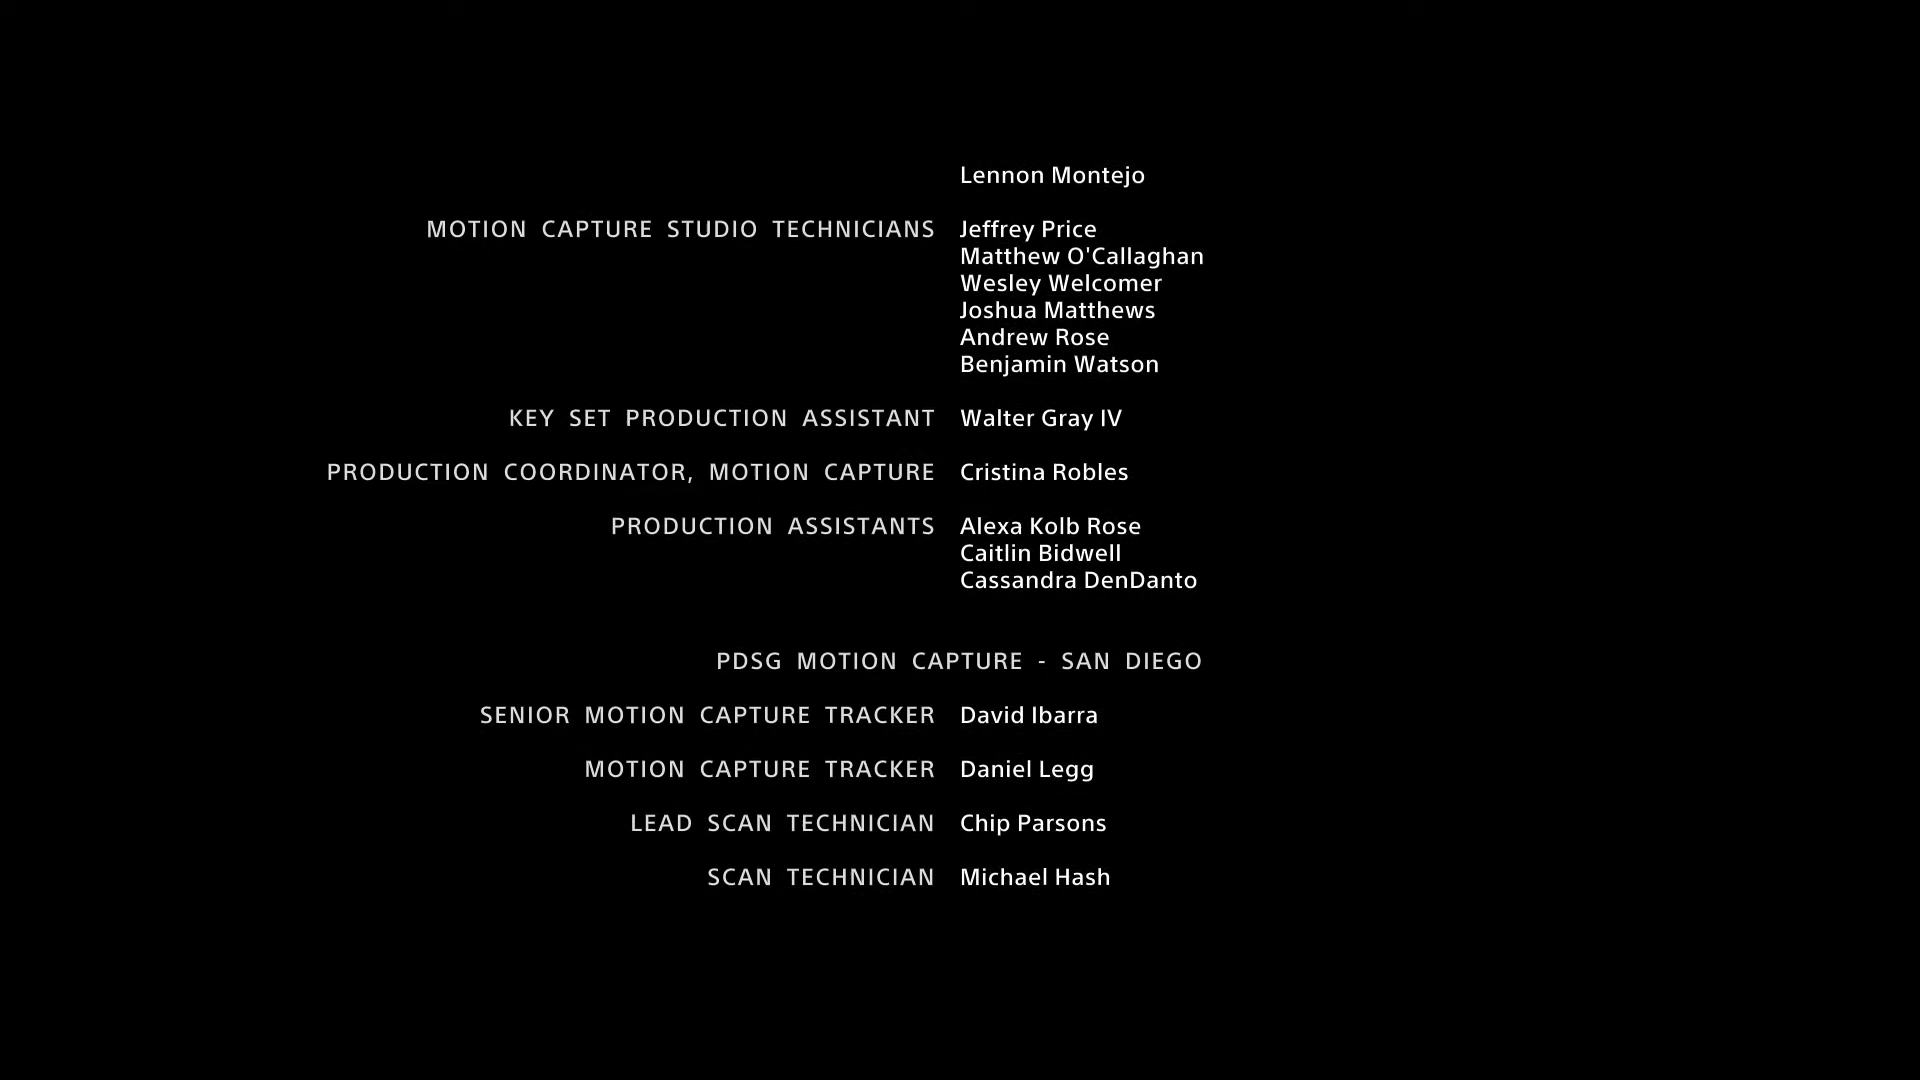 Lennon Montejo
MOTION CAPTURE STUDIO TECHNICIANS Jeffrey Price
Matthew O'Callaghan
Wesley Welcomer
Joshua Matthews
Andrew Rose
Benjamin Watson
KEY SET PRODUCTION ASSISTANT Walter Gray IV
PRODUCTION COORDINATOR, MOTION CAPTURE Cristina Robles
PRODUCTION ASSISTANTS Alexa Kolb Rose
Caitlin Bidwell
Cassandra DenDanto
PDSG MOTION CAPTURE - SAN DIEGO
SENIOR MOTION CAPTURE TRACKER David Ibarra
MOTION CAPTURE TRACKER Daniel Legg
LEAD SCAN TECHNICIAN Chip Parsons
SCAN TECHNICIAN Michael Hash